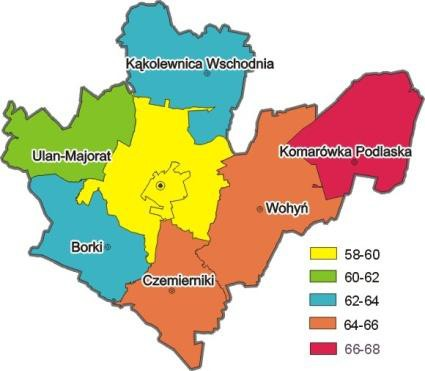 Kąkolewnica Wschodnia
Ulan-Majorat
Komarówka Podlaska
Wohyń
Borki
Czemierniki
58-60
60-62
62-64
64-66
66-68